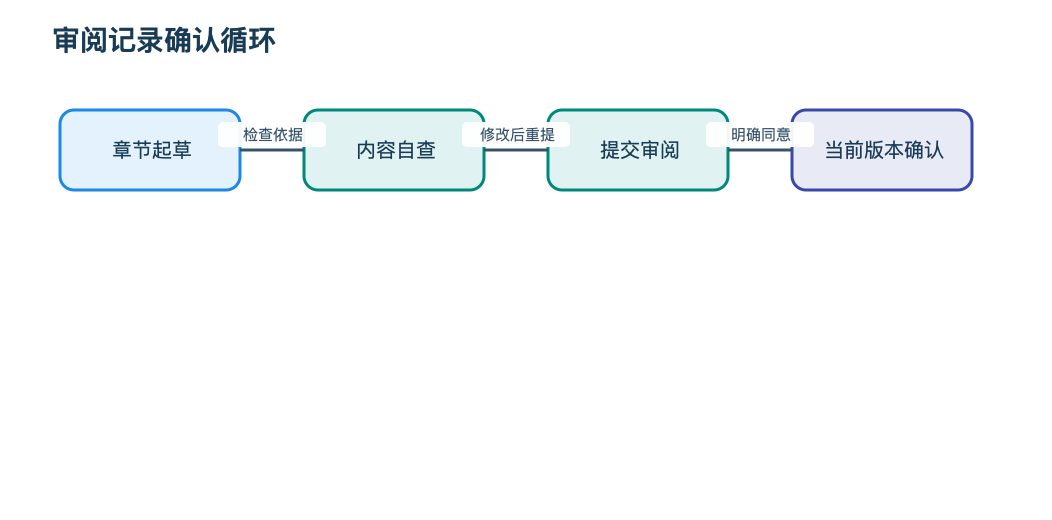 审阅记录确认循环
章节起草
检查依据
内容自查
修改后重提
提交审阅
明确同意
当前版本确认